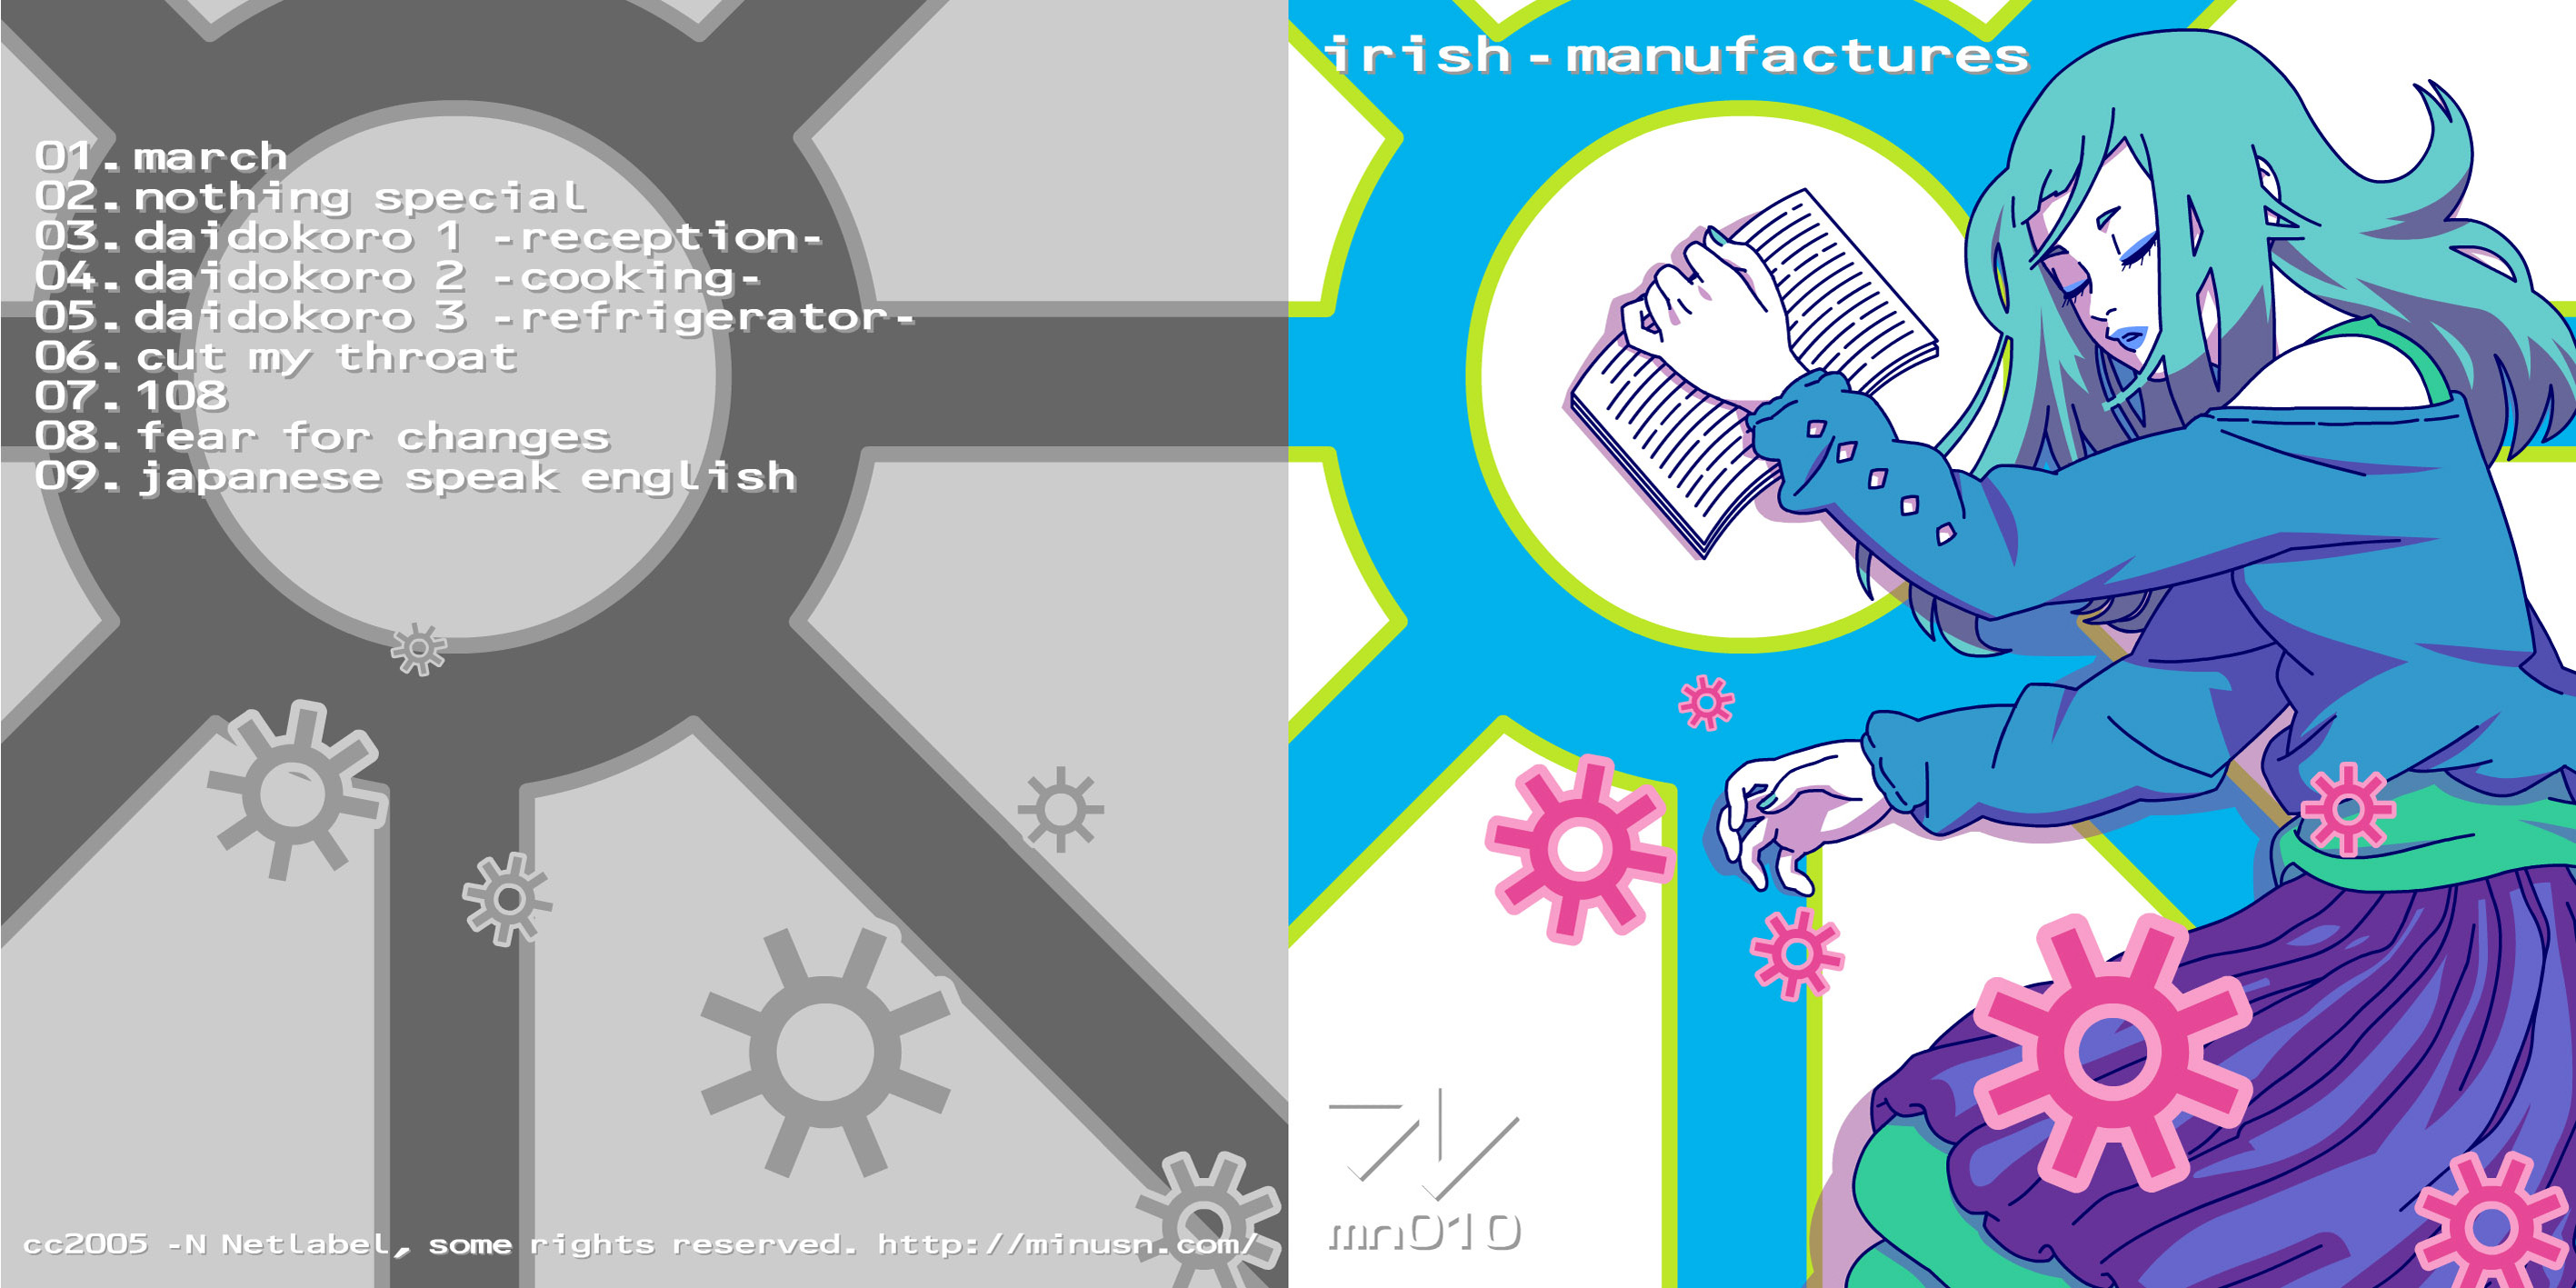 01. march
02. nothing special
03. daidokoro 1 -reception-
04. daidokoro 2 -cooking-
05. daidokoro 3 -refrigerator-
06. cut my throat
07. 108
08. fear for changes
09. japanese speak english
cc2005 -N Netlabel, some rights reserved. http://minusn.com/
irish-manufactures
mn010